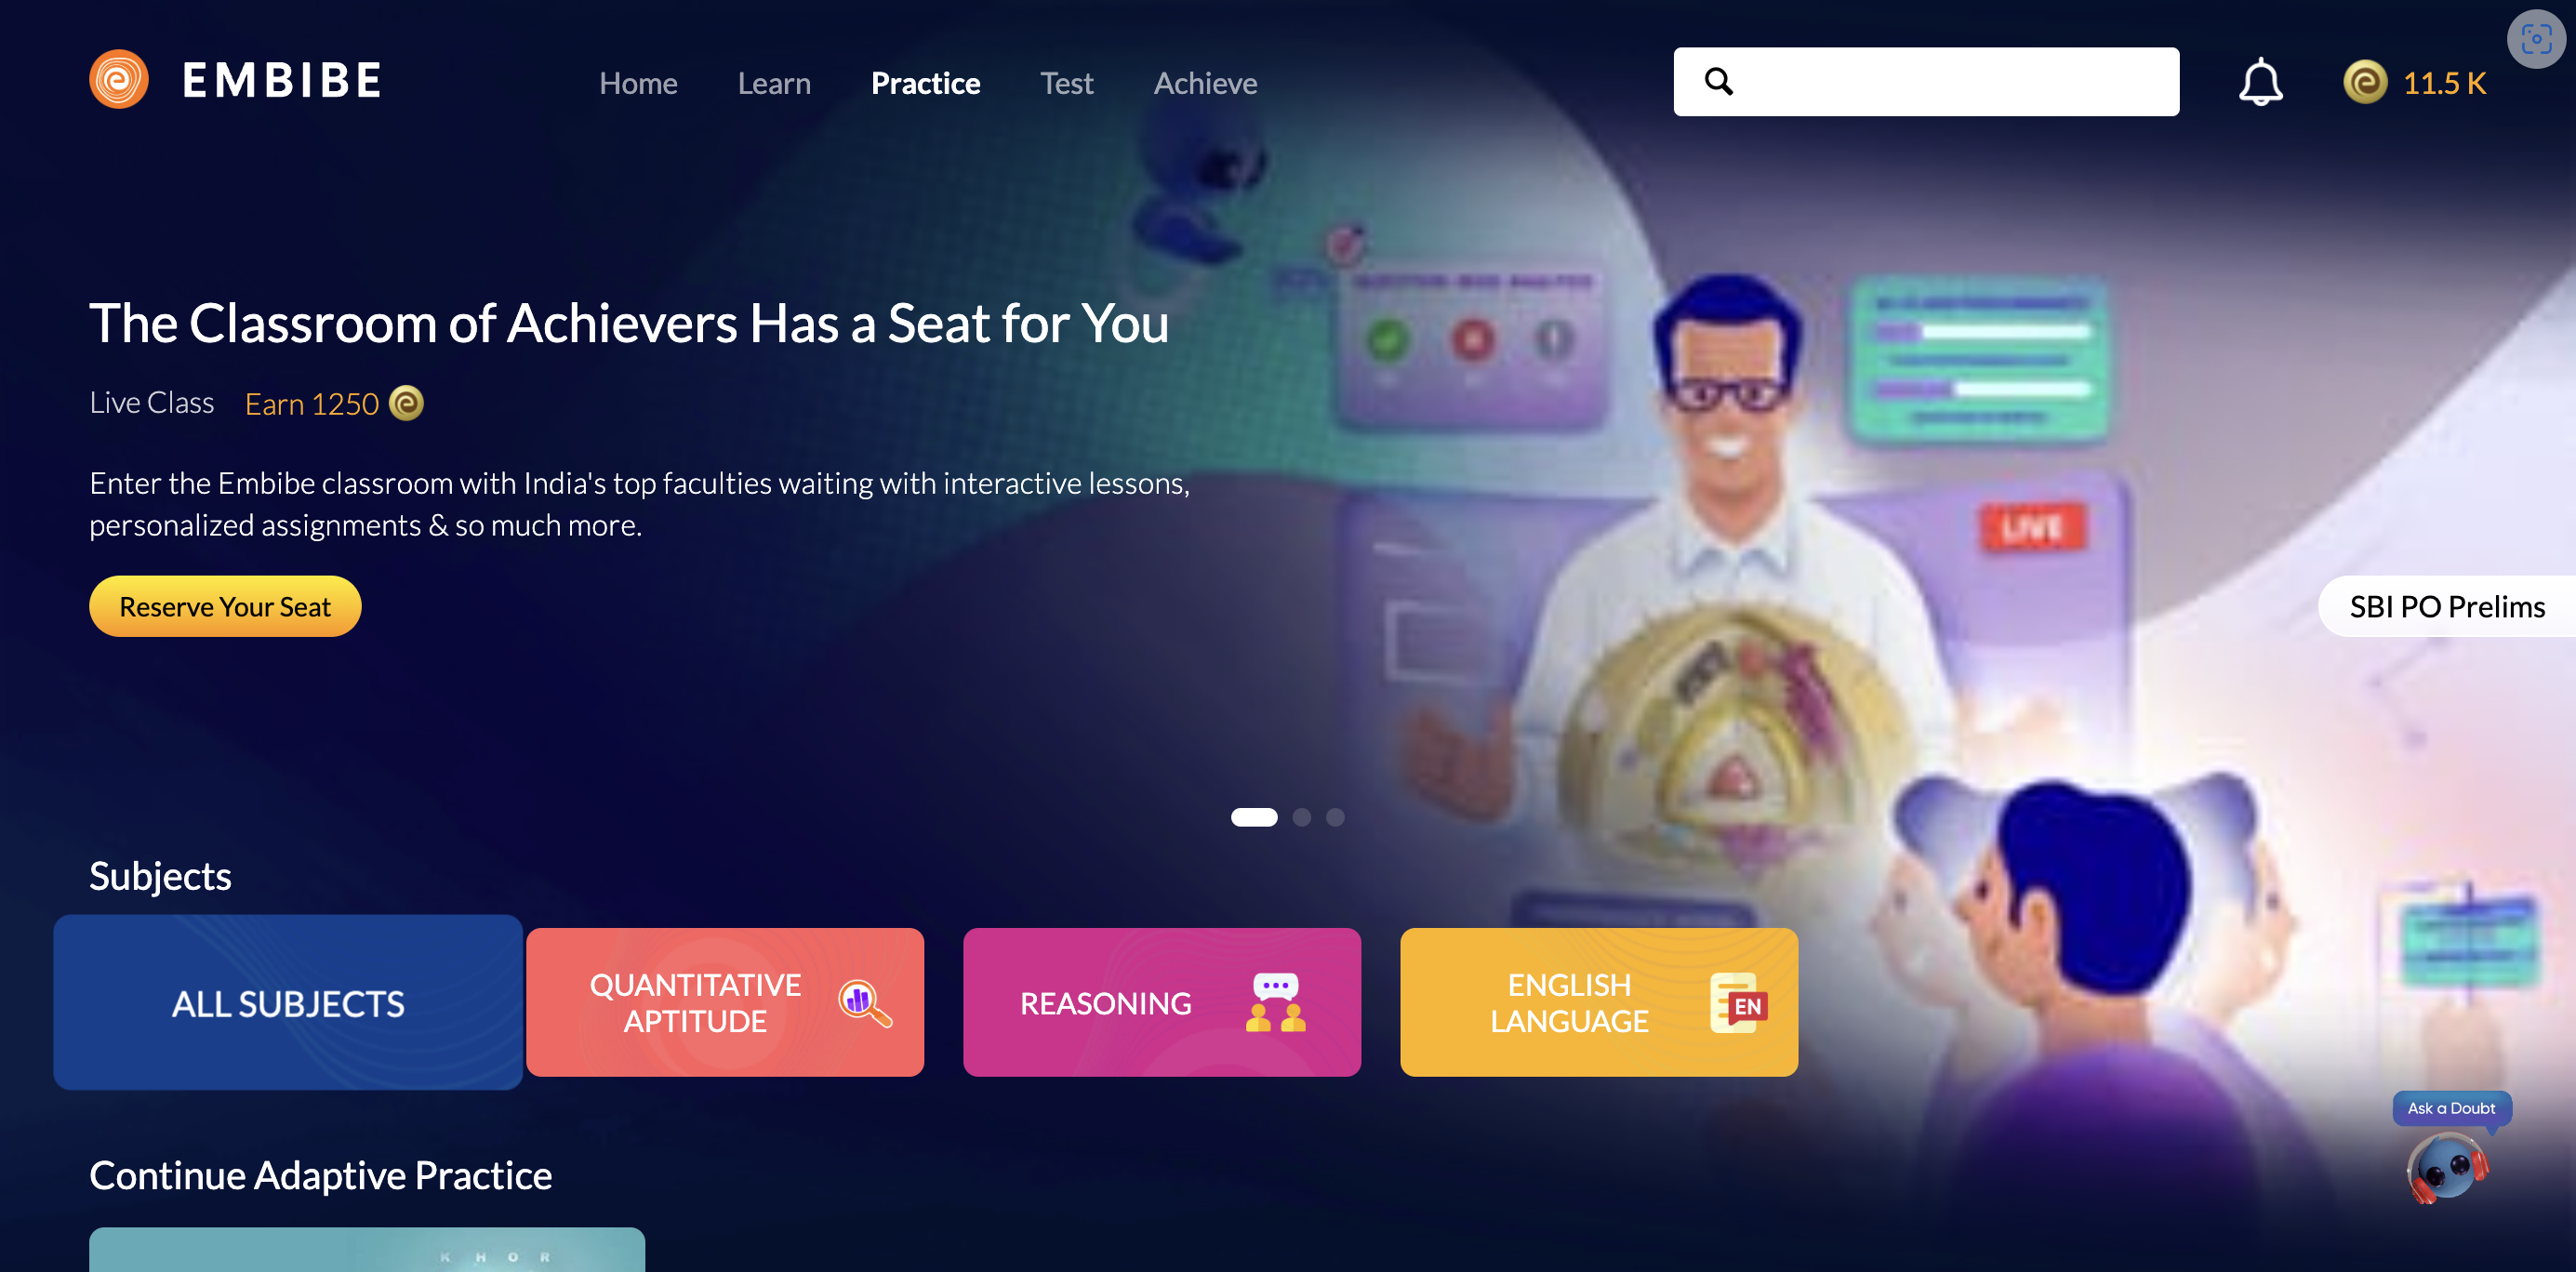 EMBIBE
Home
Learn
Practice
Test
Achieve
11.5 K
The Classroom of Achievers Has a Seat for You
Live Class
Earn 1250
Enter the Embibe classroom with India's top faculties waiting with interactive lessons,
personalized assignments & so much more.
Reserve Your Seat
LIVE
SBI PO Prelims
Subjects
ALL SUBJECTS
QUANTITATIVE
APTITUDE
REASONING
ENGLISH
LANGUAGE
EN
Ask a Doubt
Continue Adaptive Practice
K H O R